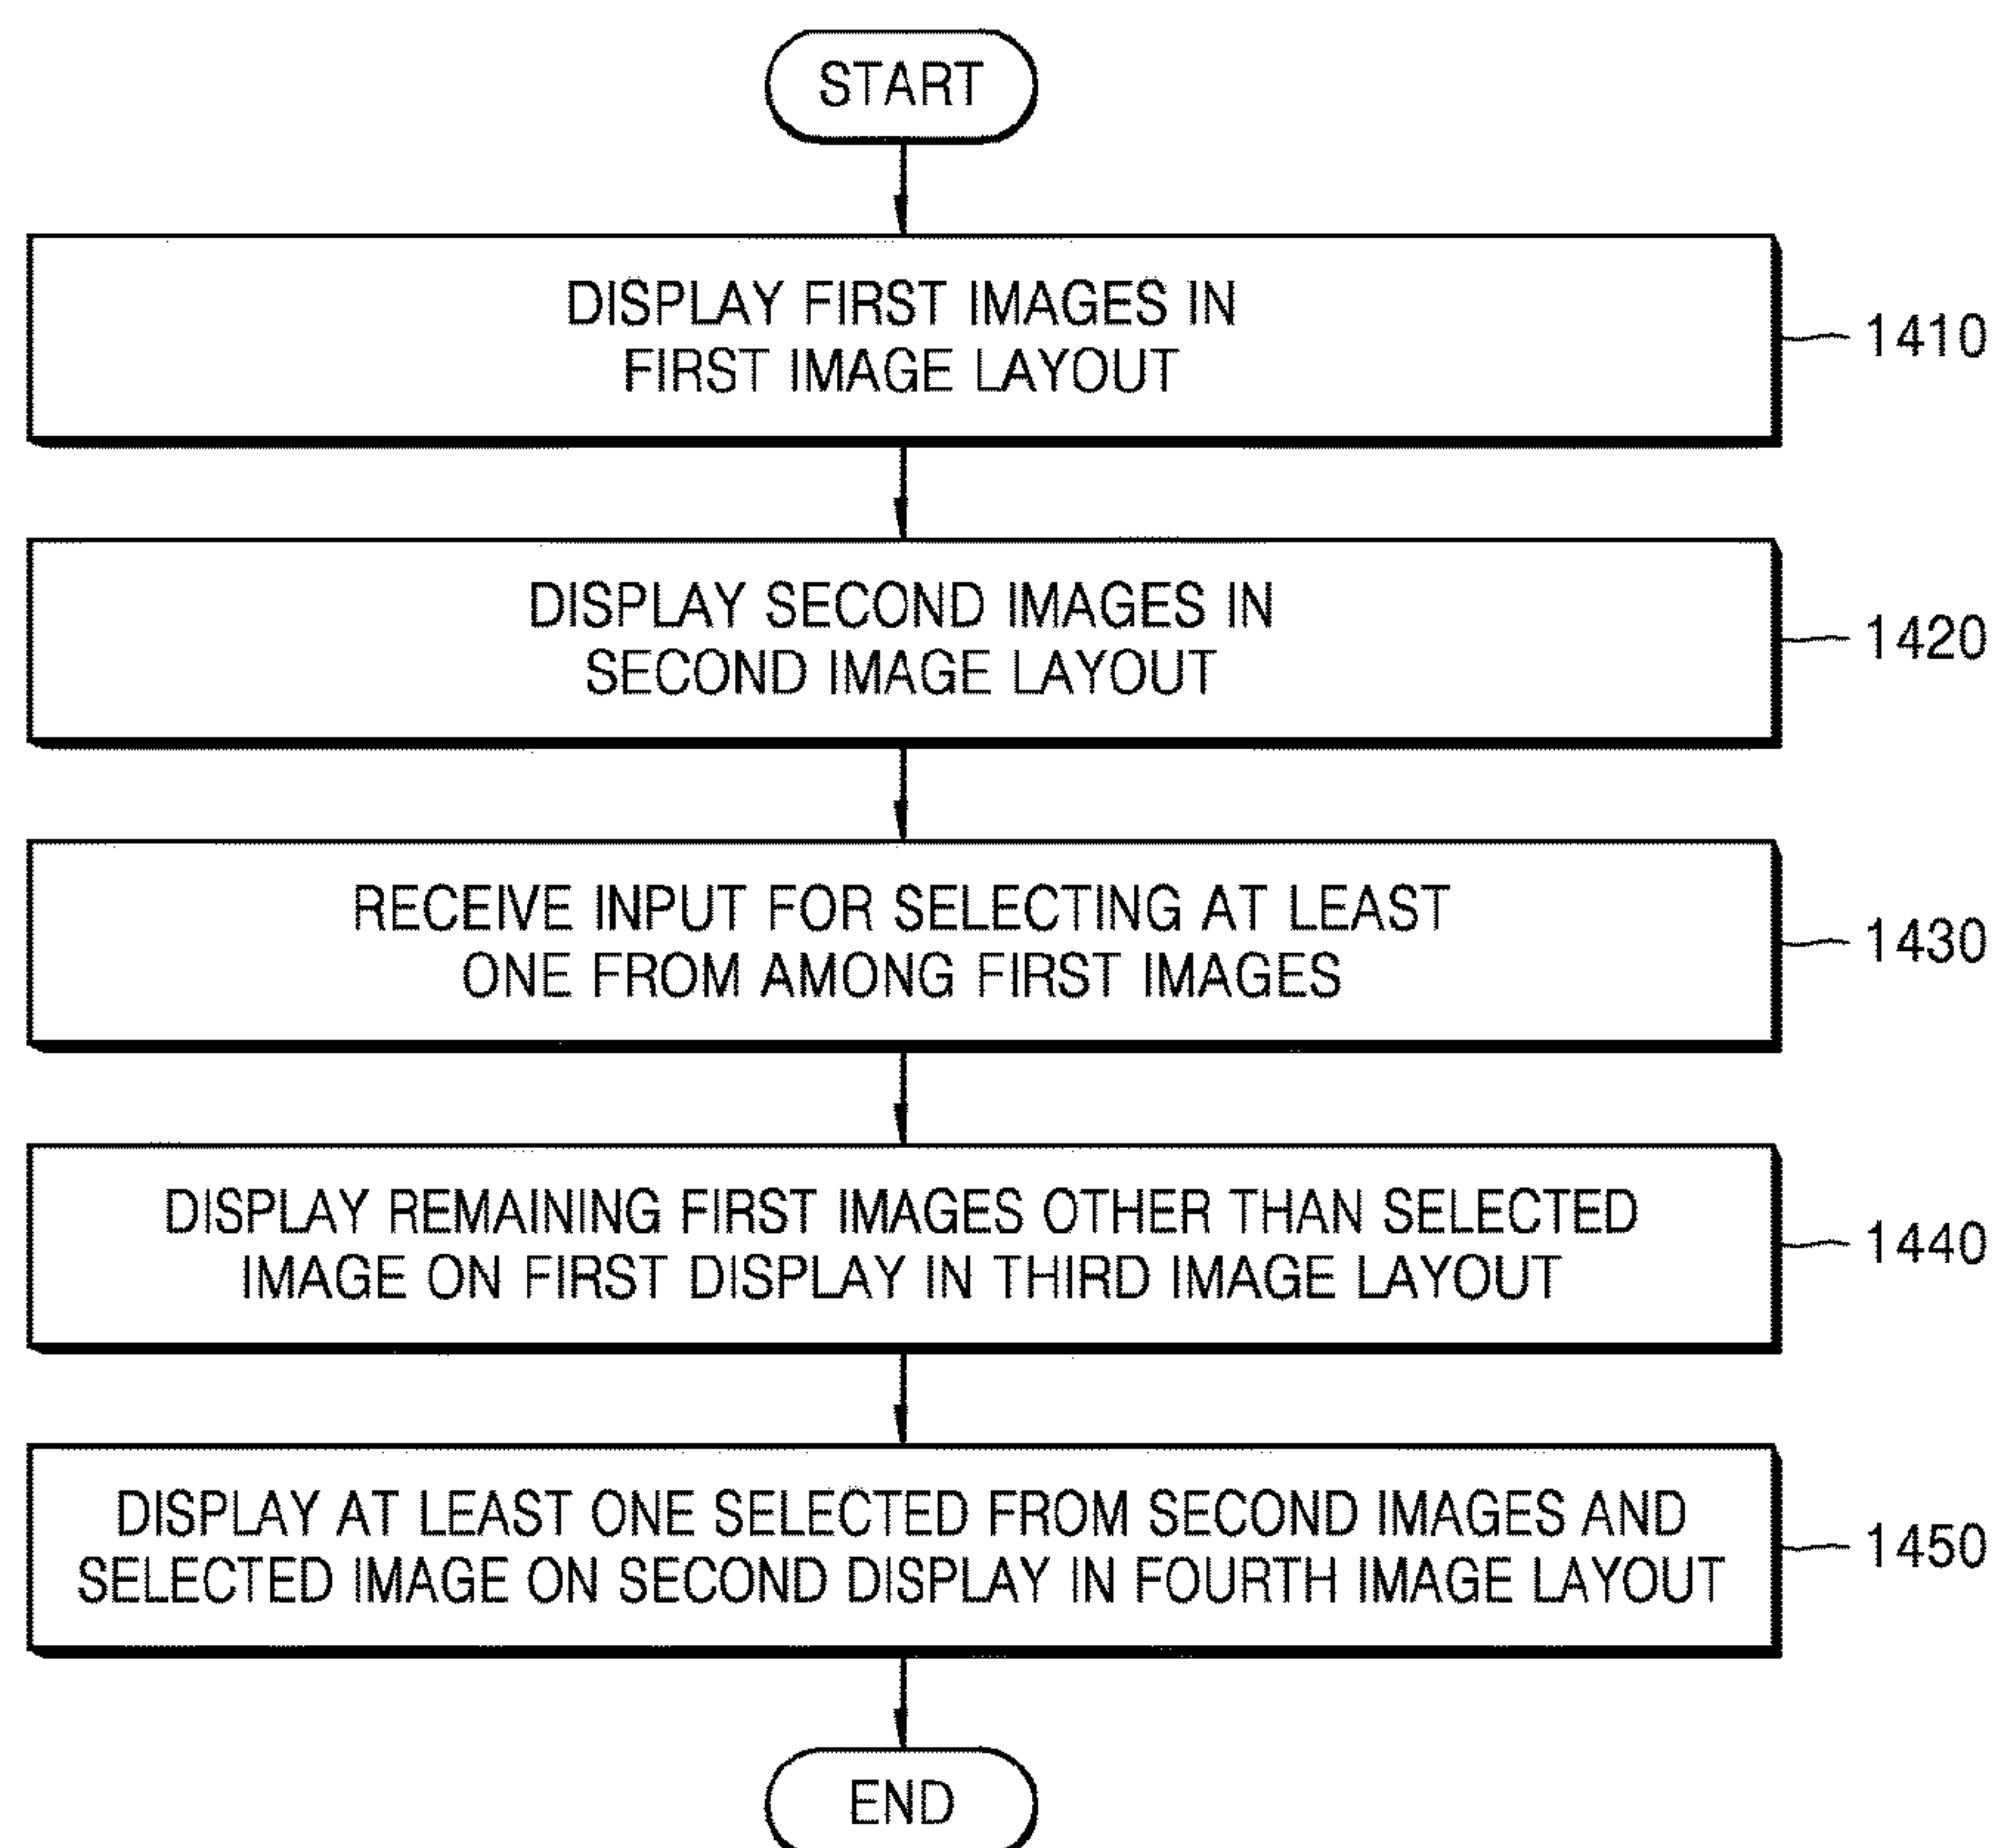 START
DISPLAY FIRST IMAGES IN
FIRST IMAGE LAYOUT
1410
DISPLAY SECOND IMAGES IN
SECOND IMAGE LAYOUT
1420
RECEIVE INPUT FOR SELECTING AT LEAST
ONE FROM AMONG FIRST IMAGES
1430
DISPLAY REMAINING FIRST IMAGES OTHER THAN SELECTED
IMAGE ON FIRST DISPLAY IN THIRD IMAGE LAYOUT
1440
DISPLAY AT LEAST ONE SELECTED FROM SECOND IMAGES AND
SELECTED IMAGE ON SECOND DISPLAY IN FOURTH IMAGE LAYOUT
1450
END